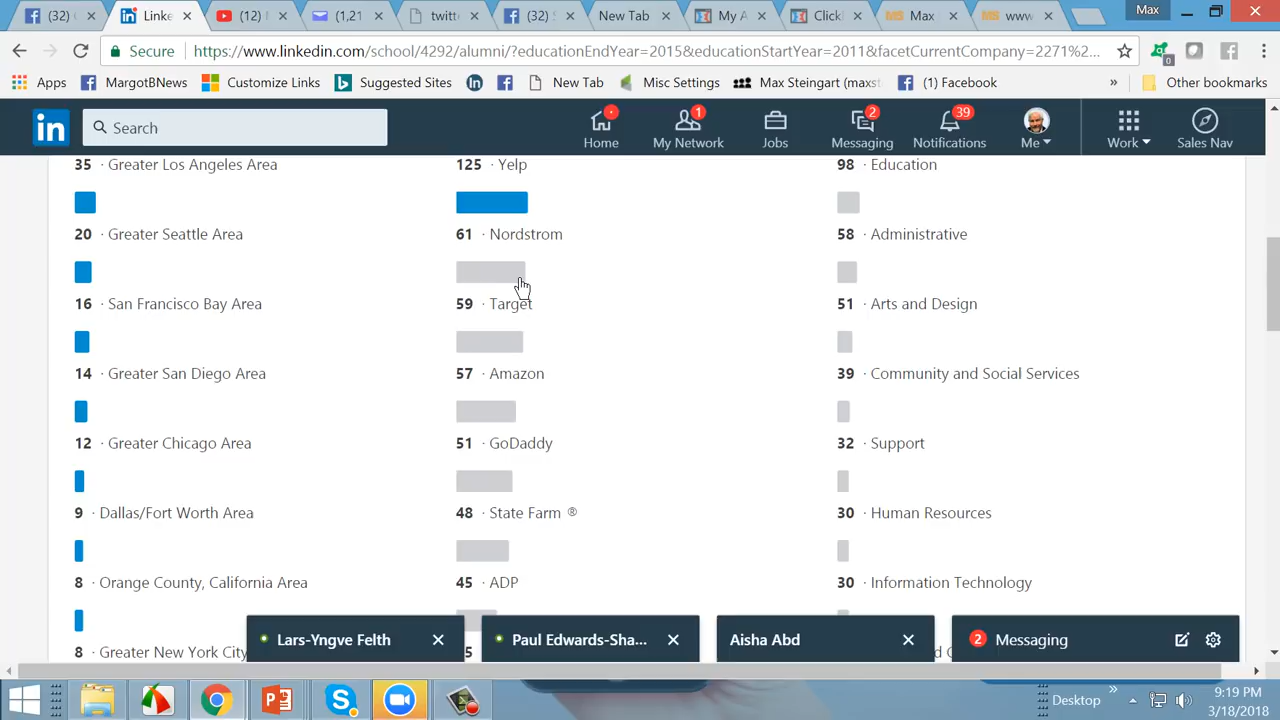 (32)
Linke
(12)
(1,21
twitte
(32)
New Tab
My A
Click
Max
www
Max
Secure
https://www.linkedin.com/school/4292/alumni/?educationEndYear=2015&educationStartYear=2011&facetCurrentCompany=2271%2...
0
Apps
MargotBNews
Customize Links
Suggested Sites
New Tab
Misc Settings
Max Steingart (maxst
(1) Facebook
»
Other bookmarks
in
Search
Home
1
My Network
Jobs
2
Messaging
39
Notifications
Me
Work
Sales Nav
35 · Greater Los Angeles Area
125 · Yelp
98 · Education
20 · Greater Seattle Area
61 · Nordstrom
58 · Administrative
16 · San Francisco Bay Area
59 · Target
51 · Arts and Design
14 · Greater San Diego Area
57 · Amazon
39 · Community and Social Services
12 · Greater Chicago Area
51 · GoDaddy
32 · Support
9 · Dallas/Fort Worth Area
48 · State Farm ®
30 · Human Resources
8 · Orange County, California Area
45 · ADP
30 · Information Technology
8 · Greater New York City
Lars-Yngve Felth
Paul Edwards-Sha...
Aisha Abd
2 Messaging
Desktop
»
9:19 PM
3/18/2018